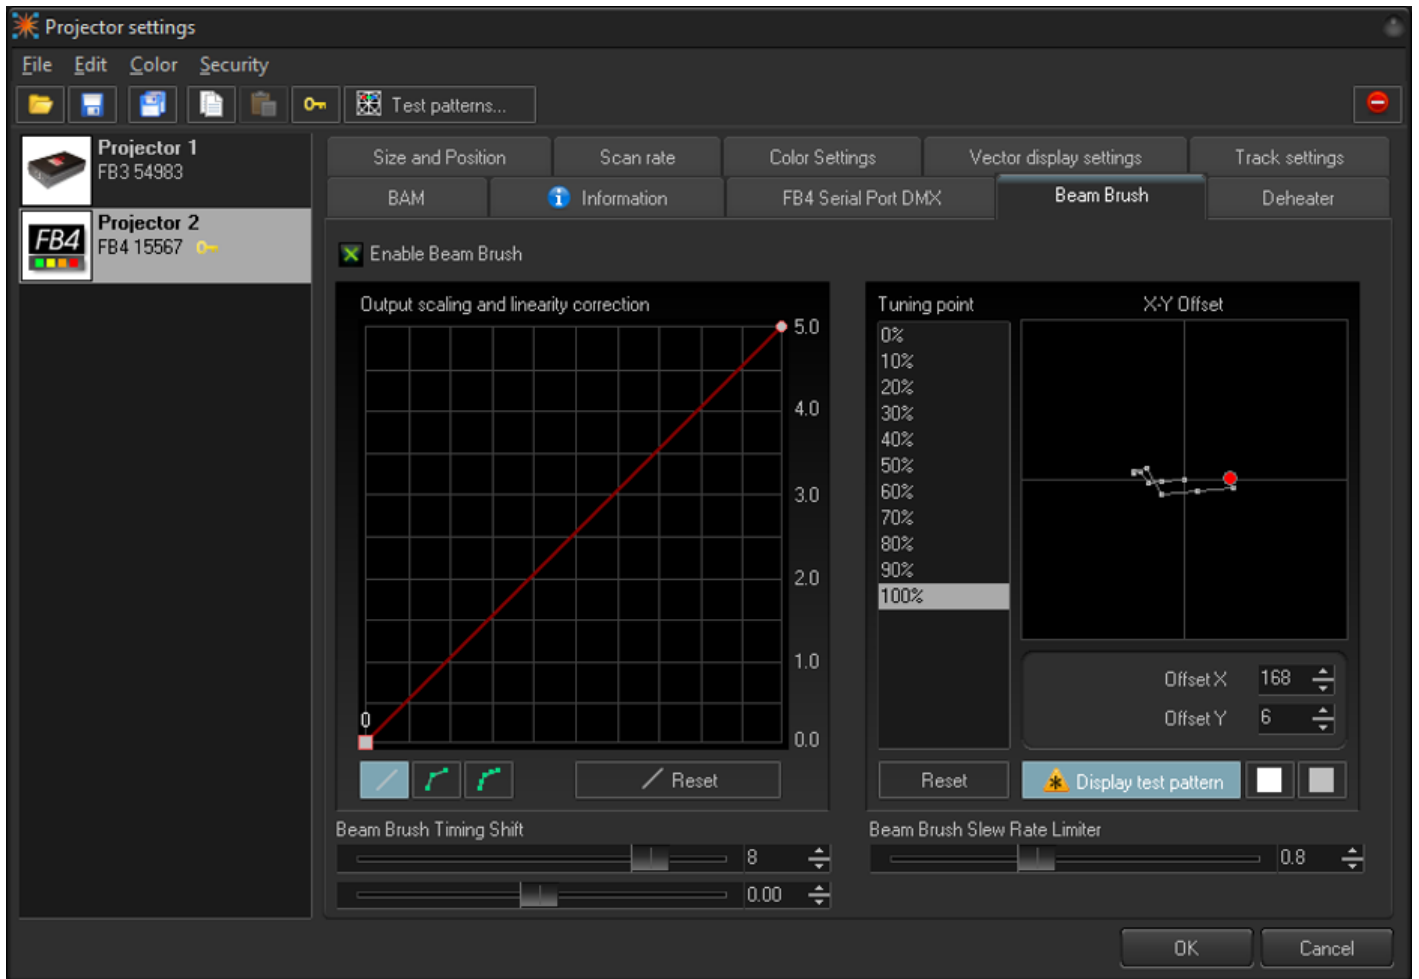 Projector settings
File Edit Color Security
Test patterns...
Projector 1
FB3 54983
FB4
Projector 2
FB4 15567
Size and Position Scan rate Color Settings Vector display settings Track settings
BAM Information FB4 Serial Port DMX Beam Brush Deheater
Enable Beam Brush
Output scaling and linearity correction
5.0
4.0
3.0
2.0
1.0
0
0.0
Reset
Tuning point X-Y Offset
0%
10%
20%
30%
40%
50%
60%
70%
80%
90%
100%
Offset X 168
Offset Y 6
Reset Display test pattern
Beam Brush Timing Shift
8
0.00
Beam Brush Slew Rate Limiter
0.8
OK Cancel